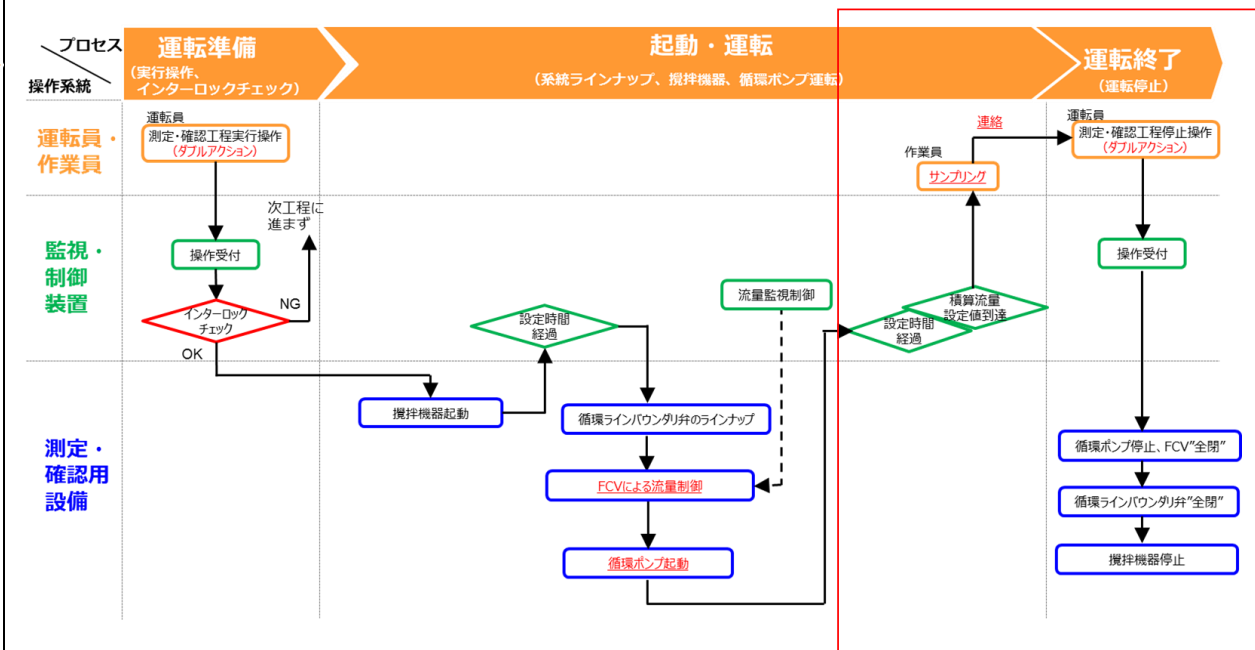 プロセス
操作系統
運転準備
(実行操作、
インターロックチェック)
起動・運転
(系統ラインナップ、攪拌機器、循環ポンプ運転)
運転終了
(運転停止)
運転員・
作業員
運転員
測定・確認工程実行操作
(ダブルアクション)
作業員
サンプリング
連絡
運転員
測定・確認工程停止操作
(ダブルアクション)
監視・
制御
装置
操作受付
インターロック
チェック
NG
OK
次工程に
進まず
設定時間
経過
流量監視制御
設定時間
経過
積算流量
設定値到達
操作受付
測定・
確認用
設備
攪拌機器起動
循環ラインバウンダリ弁のラインナップ
FCVによる流量制御
循環ポンプ起動
循環ポンプ停止、FCV"全閉"
循環ラインバウンダリ弁"全閉"
攪拌機器停止